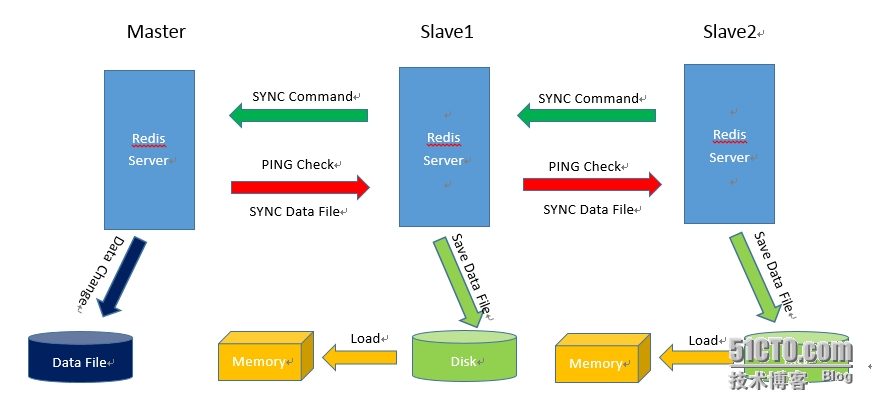 Master
Slave1
Slave2
SYNC Command
SYNC Command
Redis
Server
Redis
Server
Redis
Server
PING Check
PING Check
SYNC Data File
SYNC Data File
Data Change
Save Data File
Save Data File
Data File
Memory
Load
Disk
Memory
Load
51CTO.com
技术博客 Blog